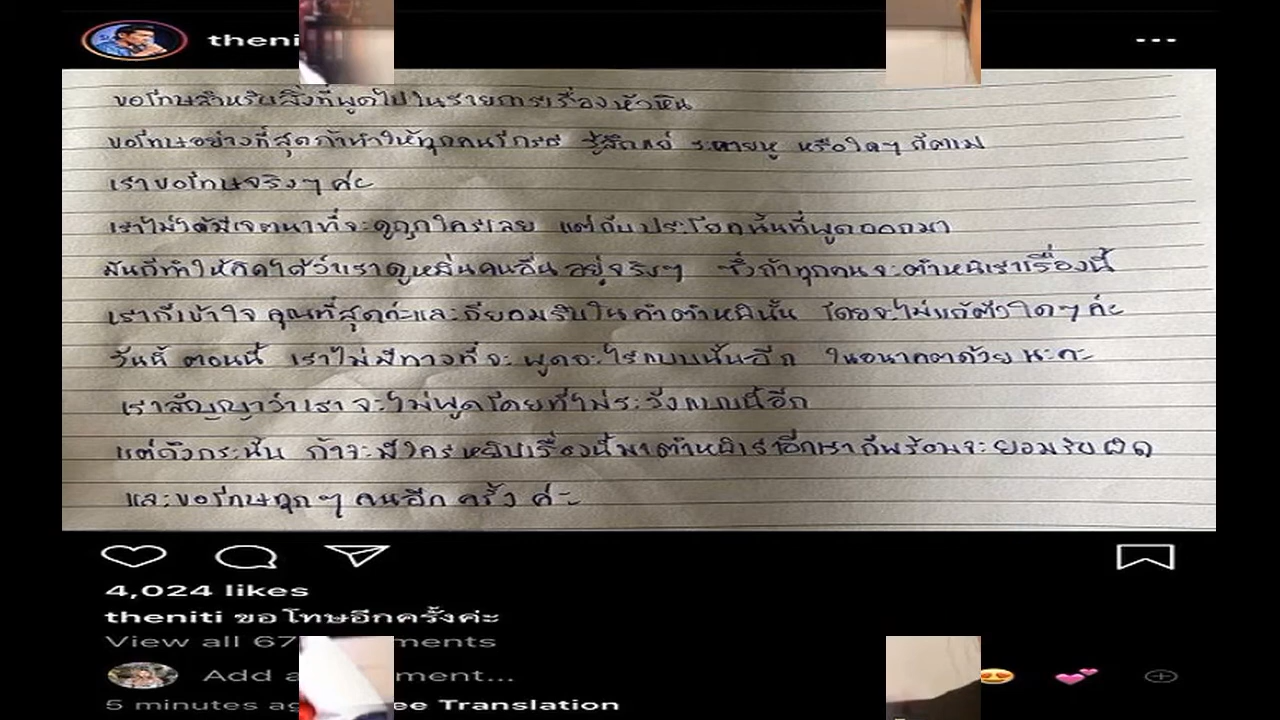 theni
ขอโทษสำหรับสิ่งที่พูดไปในรายการเรื่องหัวหิน
ขอโทษอย่างที่สุดถ้าทำให้ทุกคนโกรธ รู้สึกแย่ ระคายหู หรือใดๆ ก็ตาม
เราขอโทษจริงๆ ค่ะ
เราไม่ได้มีเจตนาที่จะดูถูกใครเลย แต่กับประโยคนั้นที่พูดออกมา
มันก็ทำให้คิดได้ว่าเราดูหมิ่นคนอื่นอยู่จริงๆ ซึ่งถ้าทุกคนจะตำหนิเราเรื่องนี้
เราก็เข้าใจคุณที่สุดค่ะและก็ยอมรับในคำตำหนินั้น โดยจะไม่แก้ตัวใดๆ ค่ะ
วันนี้ ตอนนี้ เราไม่มีทางที่จะพูดอะไรแบบนั้นอีก ในอนาคตด้วยนะคะ
เราสัญญาว่าเราจะไม่พูดโดยที่ไม่ระวังแบบนี้อีก
แต่ถึงกระนั้น ถ้าจะมีใครหยิบเรื่องนี้มาตำหนิเราอีกเราก็พร้อมจะยอมรับผิด
และขอโทษทุกๆ คนอีกครั้งค่ะ
4,024 likes
theniti ขอโทษอีกครั้งค่ะ
View all 67 ments
Add a ment...
5 minutes ag ee Translation